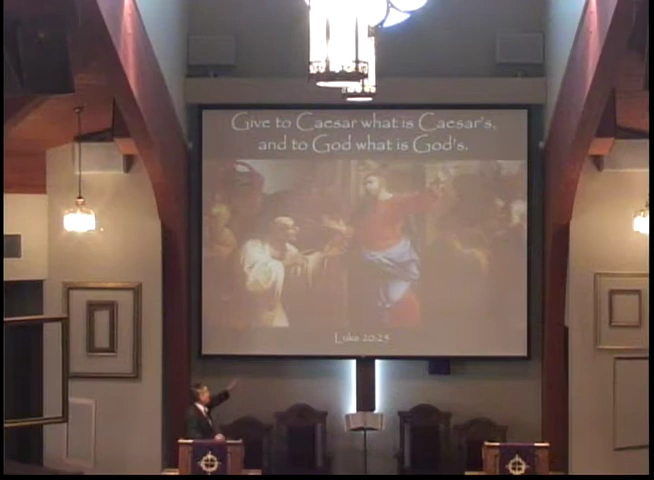 Give to Caesar what is Caesar's,
and to God what is God's.
Luke 20:25